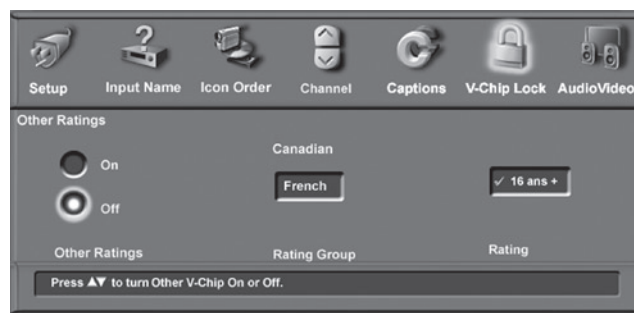 Setup Input Name Icon Order Channel Captions V-Chip Lock AudioVideo
Other Ratings
Canadian
On
French
✓ 16 ans +
Off
Other Ratings Rating Group Rating
Press ▲▼ to turn Other V-Chip On or Off.